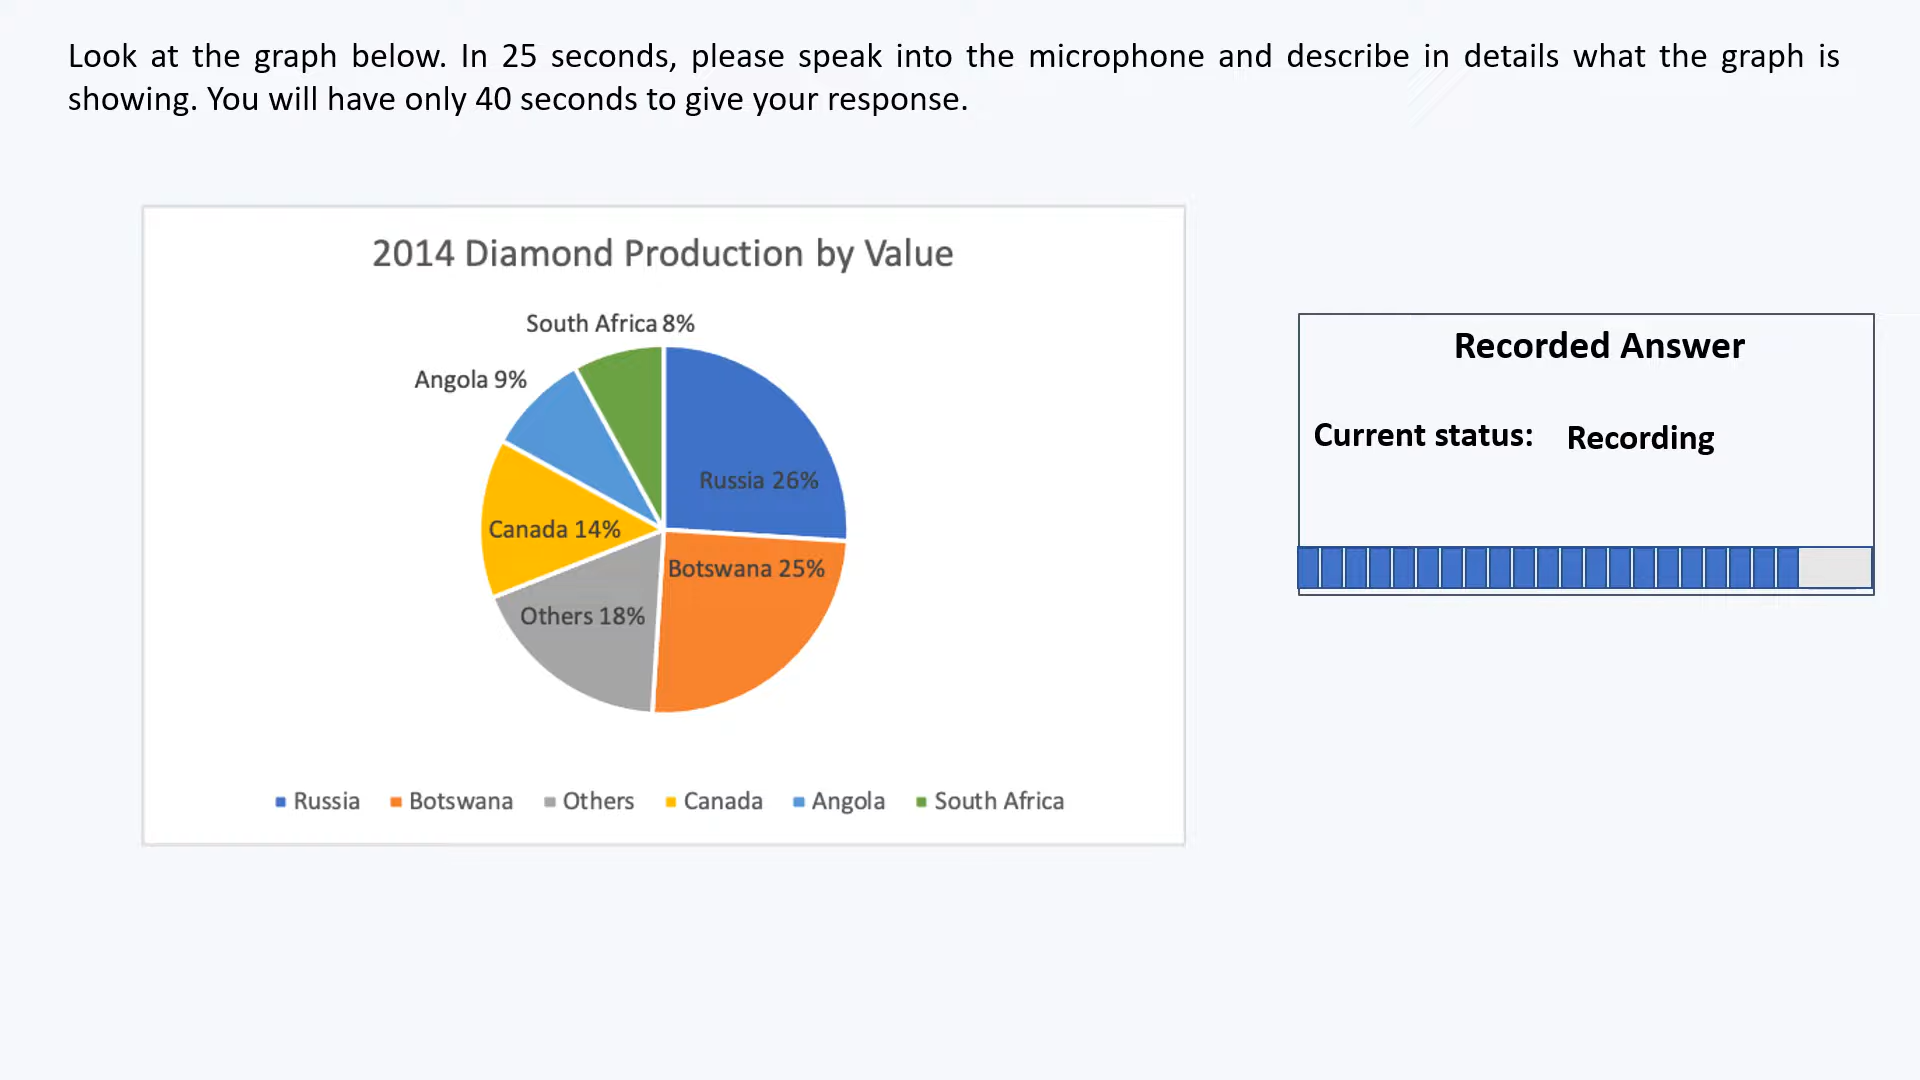 Look at the graph below. In 25 seconds, please speak into the microphone and describe in details what the graph is
showing. You will have only 40 seconds to give your response.
2014 Diamond Production by Value
South Africa 8%
Angola 9%
Russia 26%
Canada 14%
Botswana 25%
Others 18%
Russia Botswana Others Canada Angola South Africa
Recorded Answer
Current status: Recording